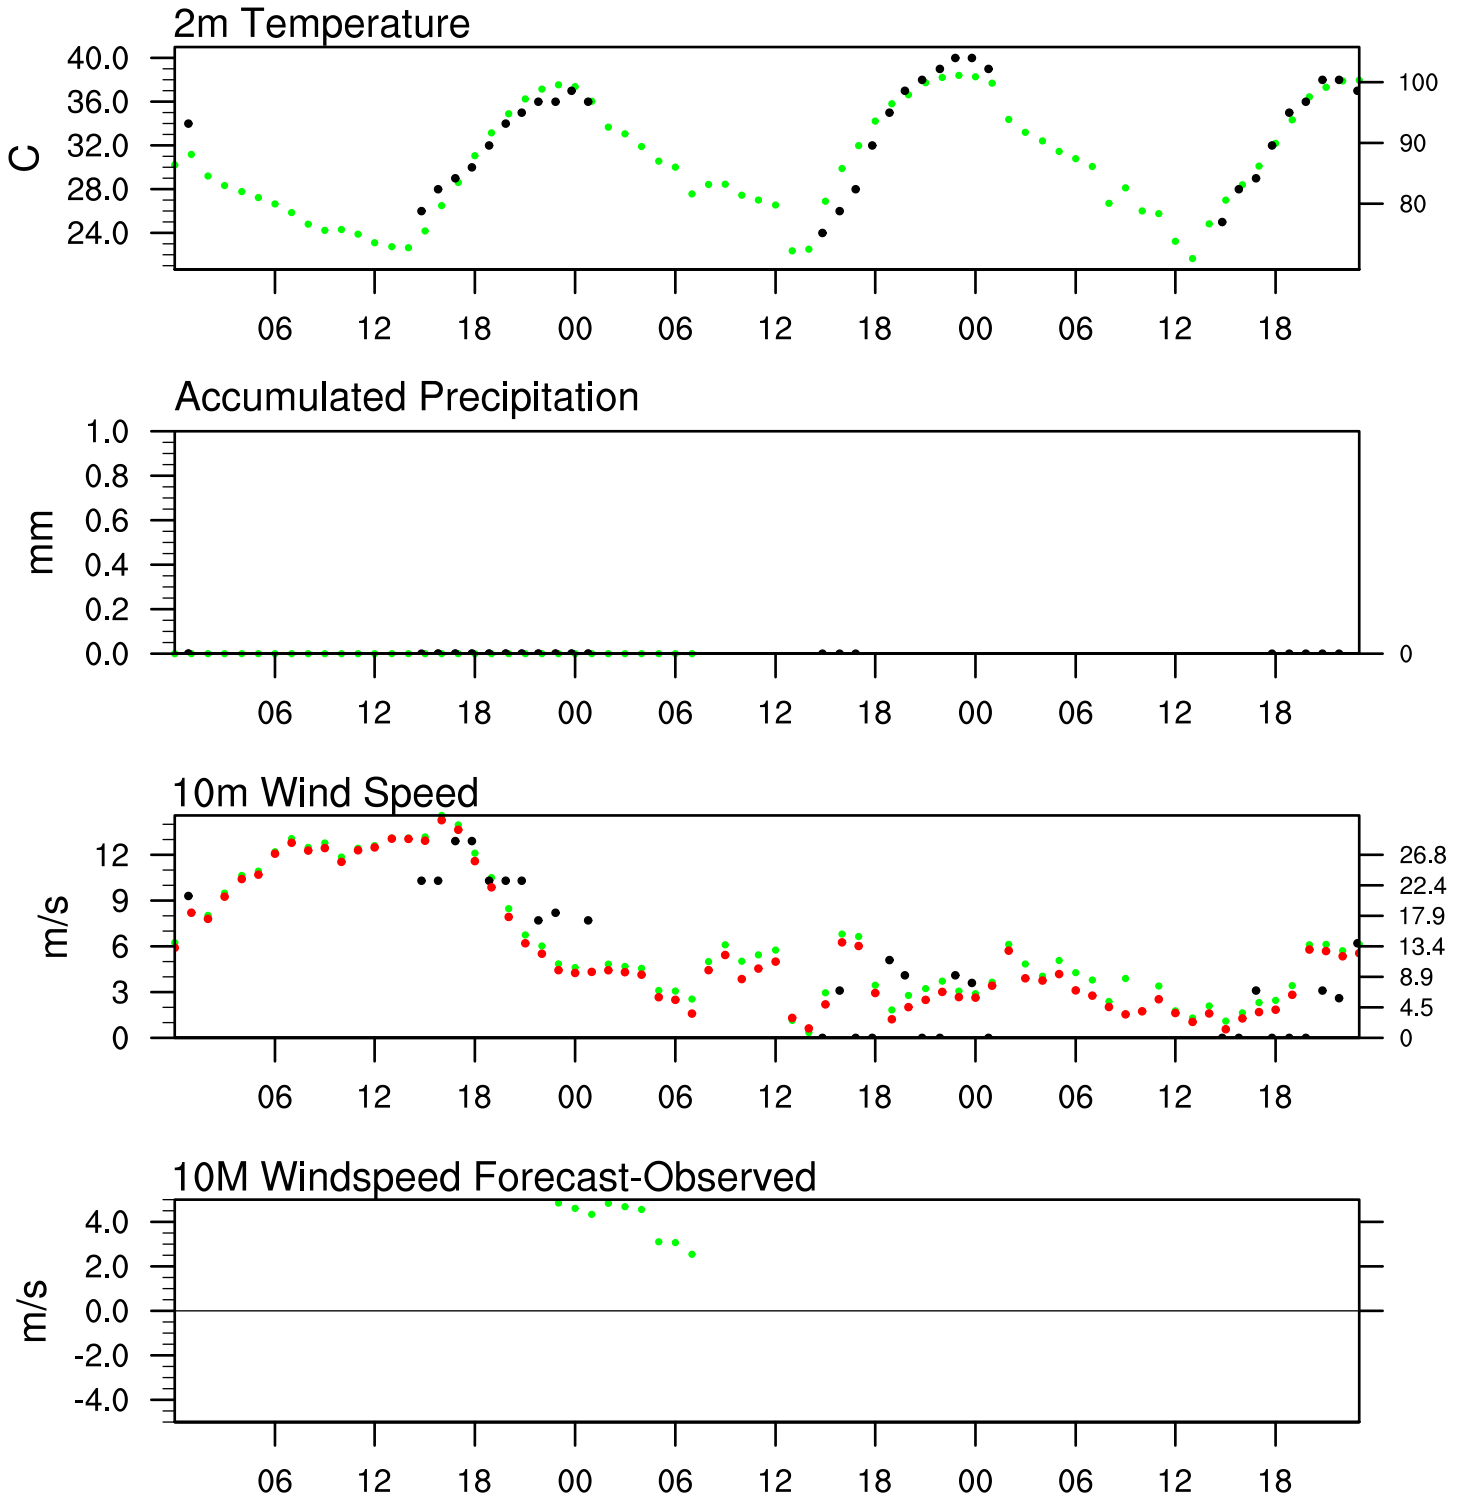 2m Temperature
40.0
36.0
32.0
28.0
24.0
C
100
90
80
06 12 18 00 06 12 18 00 06 12 18
Accumulated Precipitation
1.0
0.8
0.6
0.4
0.2
0.0
mm
0
06 12 18 00 06 12 18 00 06 12 18
10m Wind Speed
12
9
6
3
0
m/s
26.8
22.4
17.9
13.4
8.9
4.5
0
06 12 18 00 06 12 18 00 06 12 18
10M Windspeed Forecast-Observed
4.0
2.0
0.0
-2.0
-4.0
m/s
06 12 18 00 06 12 18 00 06 12 18